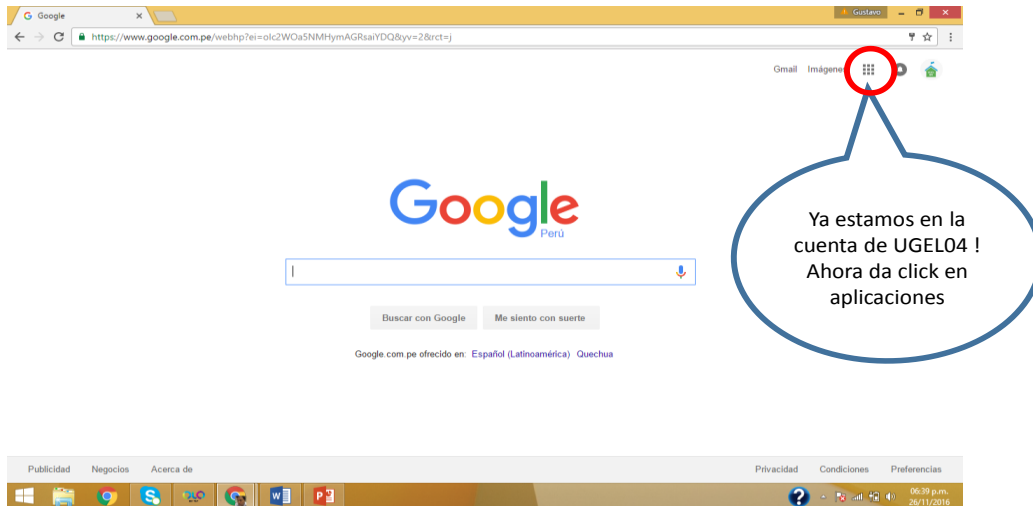 Google
Gustavo
https://www.google.com.pe/webhp?ei=olc2WOa5NMHymAGRsaiYDQ&yv=2&rct=j
Gmail Imágene
Google
Perú
Ya estamos en la
cuenta de UGEL04 !
Ahora da click en
aplicaciones
Buscar con Google Me siento con suerte
Google.com.pe ofrecido en: Español (Latinoamérica) Quechua
Publicidad Negocios Acerca de Privacidad Condiciones Preferencias
06:39 p.m.
26/11/2016